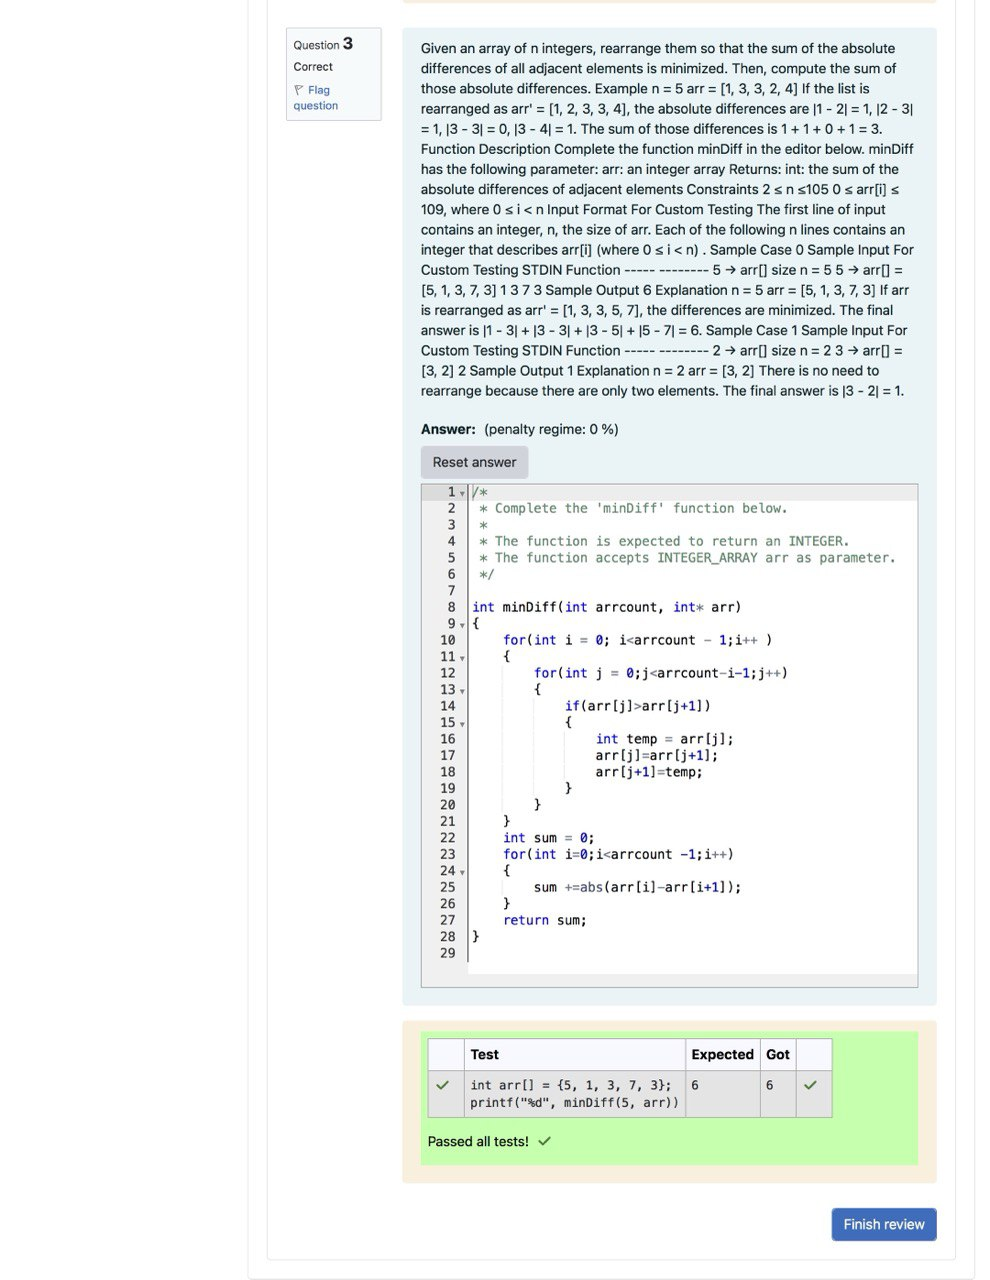 Question 3
Correct
Flag
question
Given an array of n integers, rearrange them so that the sum of the absolute
differences of all adjacent elements is minimized. Then, compute the sum of
those absolute differences. Example n = 5 arr = [1, 3, 3, 2, 4] If the list is
rearranged as arr' = [1, 2, 3, 3, 4], the absolute differences are |1 - 2| = 1, |2 - 3|
= 1, |3 - 3| = 0, |3 - 4| = 1. The sum of those differences is 1 + 1 + 0 + 1 = 3.
Function Description Complete the function minDiff in the editor below. minDiff
has the following parameter: arr: an integer array Returns: int: the sum of the
absolute differences of adjacent elements Constraints 2 ≤ n ≤105 0 ≤ arr[i] ≤
109, where 0 ≤ i < n Input Format For Custom Testing The first line of input
contains an integer, n, the size of arr. Each of the following n lines contains an
integer that describes arr[i] (where 0 ≤ i < n) . Sample Case 0 Sample Input For
Custom Testing STDIN Function ----- -------- 5 → arr[] size n = 5 5 → arr[] =
[5, 1, 3, 7, 3] 1 3 7 3 Sample Output 6 Explanation n = 5 arr = [5, 1, 3, 7, 3] If arr
is rearranged as arr' = [1, 3, 3, 5, 7], the differences are minimized. The final
answer is |1 - 3| + |3 - 3| + |3 - 5| + |5 - 7| = 6. Sample Case 1 Sample Input For
Custom Testing STDIN Function ----- -------- 2 → arr[] size n = 2 3 → arr[] =
[3, 2] 2 Sample Output 1 Explanation n = 2 arr = [3, 2] There is no need to
rearrange because there are only two elements. The final answer is |3 - 2| = 1.
Answer: (penalty regime: 0 %)
Reset answer
1 /*
2  * Complete the 'minDiff' function below.
3  *
4  * The function is expected to return an INTEGER.
5  * The function accepts INTEGER_ARRAY arr as parameter.
6  */
7
8 int minDiff(int arrcount, int* arr)
9 {
10     for(int i = 0; i<arrcount - 1;i++ )
11     {
12         for(int j = 0;j<arrcount-i-1;j++)
13         {
14             if(arr[j]>arr[j+1])
15             {
16                 int temp = arr[j];
17                 arr[j]=arr[j+1];
18                 arr[j+1]=temp;
19             }
20         }
21     }
22     int sum = 0;
23     for(int i=0;i<arrcount -1;i++)
24     {
25         sum +=abs(arr[i]-arr[i+1]);
26     }
27     return sum;
28 }
29
Test Expected Got
int arr[] = {5, 1, 3, 7, 3}; 6 6
printf("%d", minDiff(5, arr))
Passed all tests!
Finish review